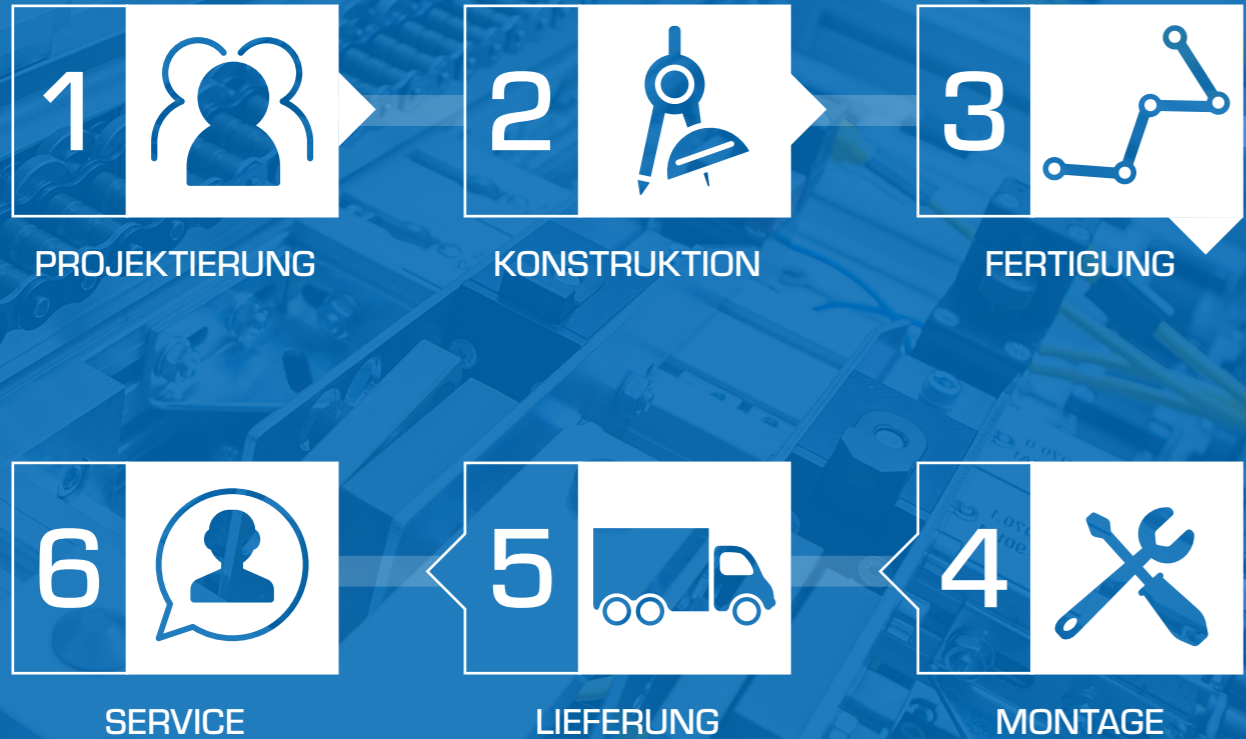 1
PROJEKTIERUNG
2
KONSTRUKTION
3
FERTIGUNG
4
MONTAGE
5
LIEFERUNG
6
SERVICE